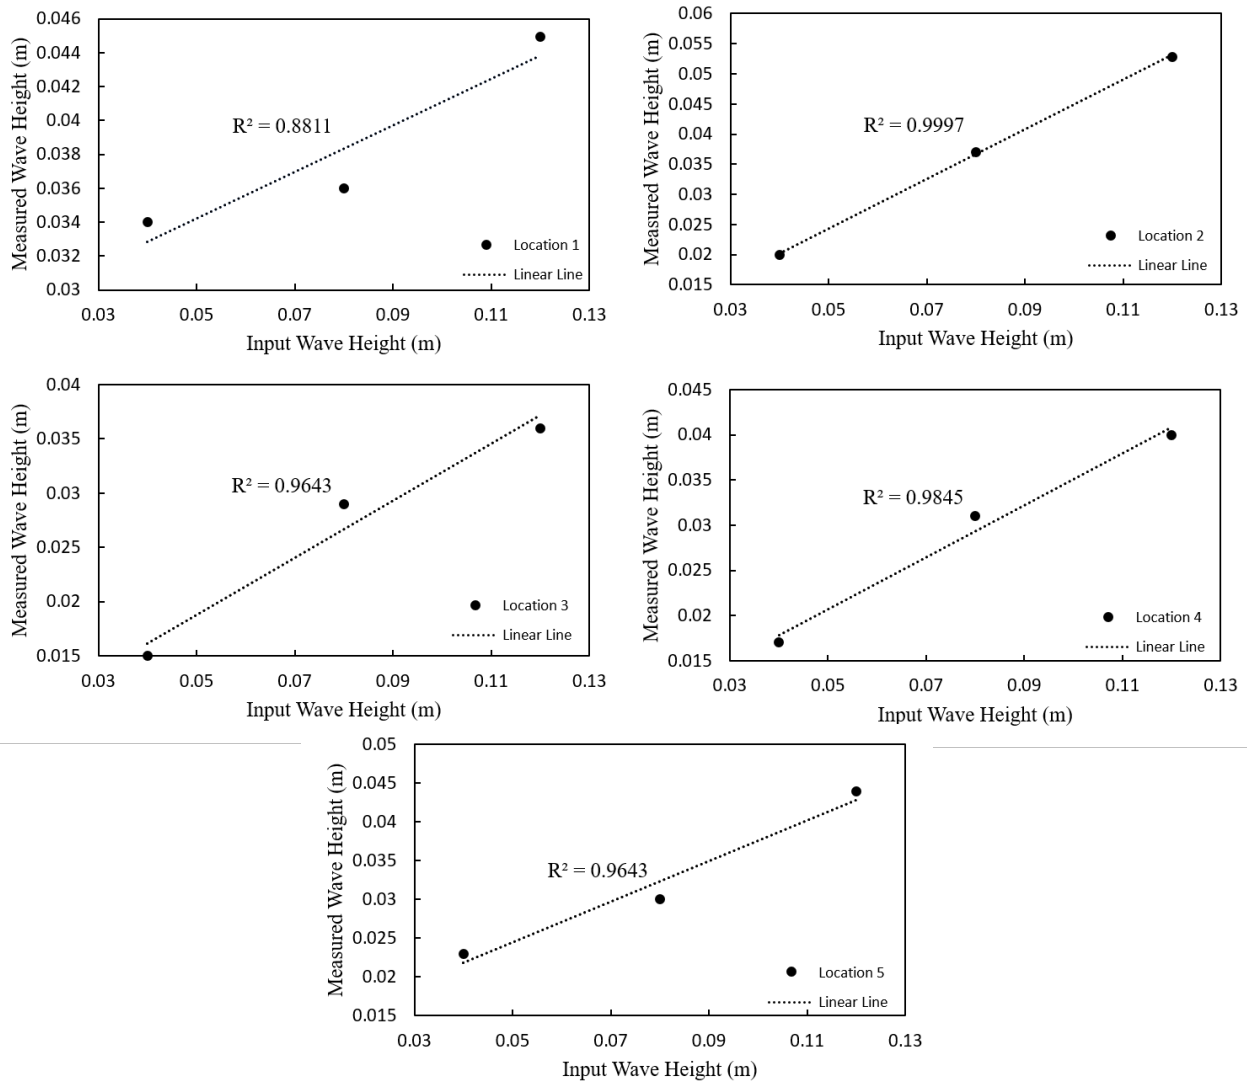 Measured Wave Height (m)
0.046
0.044
0.042
0.04
0.038
0.036
0.034
0.032
0.03
R² = 0.8811
Location 1
Linear Line
0.03 0.05 0.07 0.09 0.11 0.13
Input Wave Height (m)
Measured Wave Height (m)
0.06
0.055
0.05
0.045
0.04
0.035
0.03
0.025
0.02
0.015
R² = 0.9997
Location 2
Linear Line
0.03 0.05 0.07 0.09 0.11 0.13
Input Wave Height (m)
Measured Wave Height (m)
0.04
0.035
0.03
0.025
0.02
0.015
R² = 0.9643
Location 3
Linear Line
0.03 0.05 0.07 0.09 0.11 0.13
Input Wave Height (m)
Measured Wave Height (m)
0.045
0.04
0.035
0.03
0.025
0.02
0.015
R² = 0.9845
Location 4
Linear Line
0.03 0.05 0.07 0.09 0.11 0.13
Input Wave Height (m)
Measured Wave Height (m)
0.05
0.045
0.04
0.035
0.03
0.025
0.02
0.015
R² = 0.9643
Location 5
Linear Line
0.03 0.05 0.07 0.09 0.11 0.13
Input Wave Height (m)